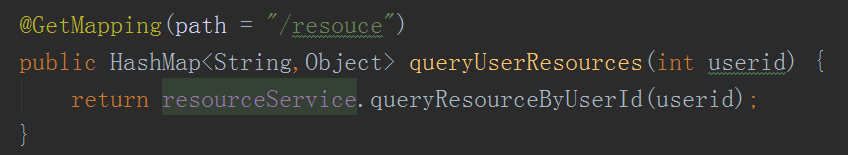 @GetMapping(path = "/resouce")
public HashMap<String,Object> queryUserResources(int userid) {
return resourceService.queryResourceByUserId(userid);
}